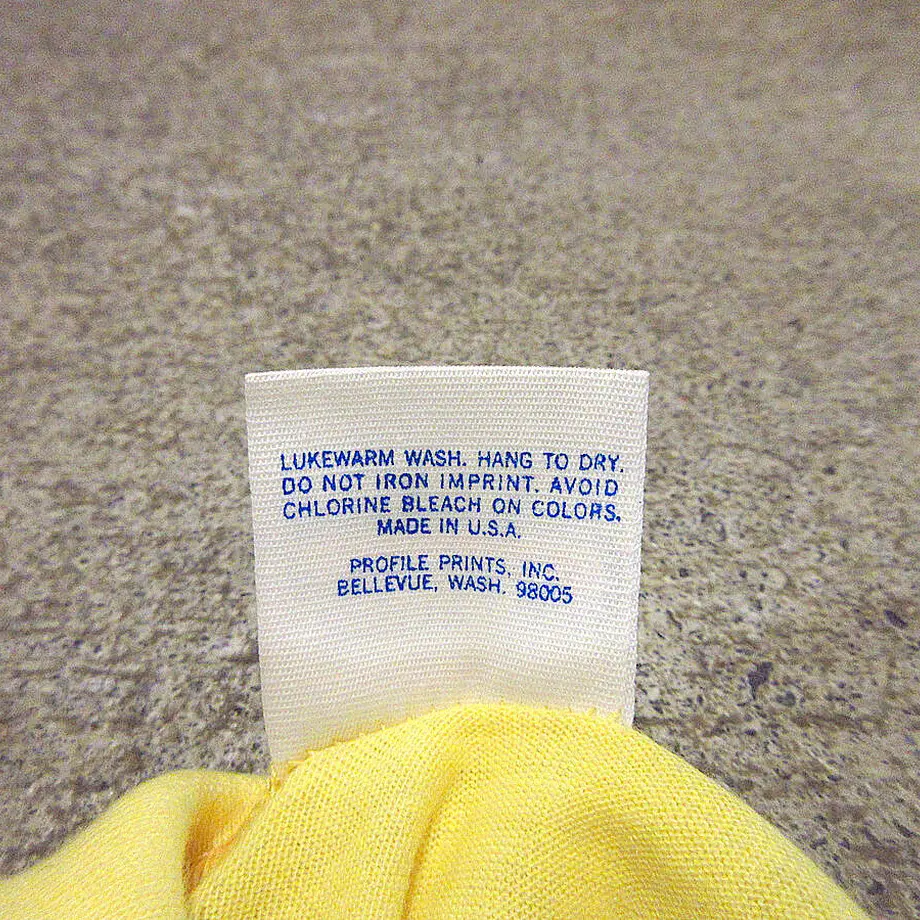 LUKEWARM WASH. HANG TO DRY.
DO NOT IRON IMPRINT. AVOID
CHLORINE BLEACH ON COLORS.
MADE IN U.S.A.
PROFILE PRINTS, INC.
BELLEVUE, WASH. 98005